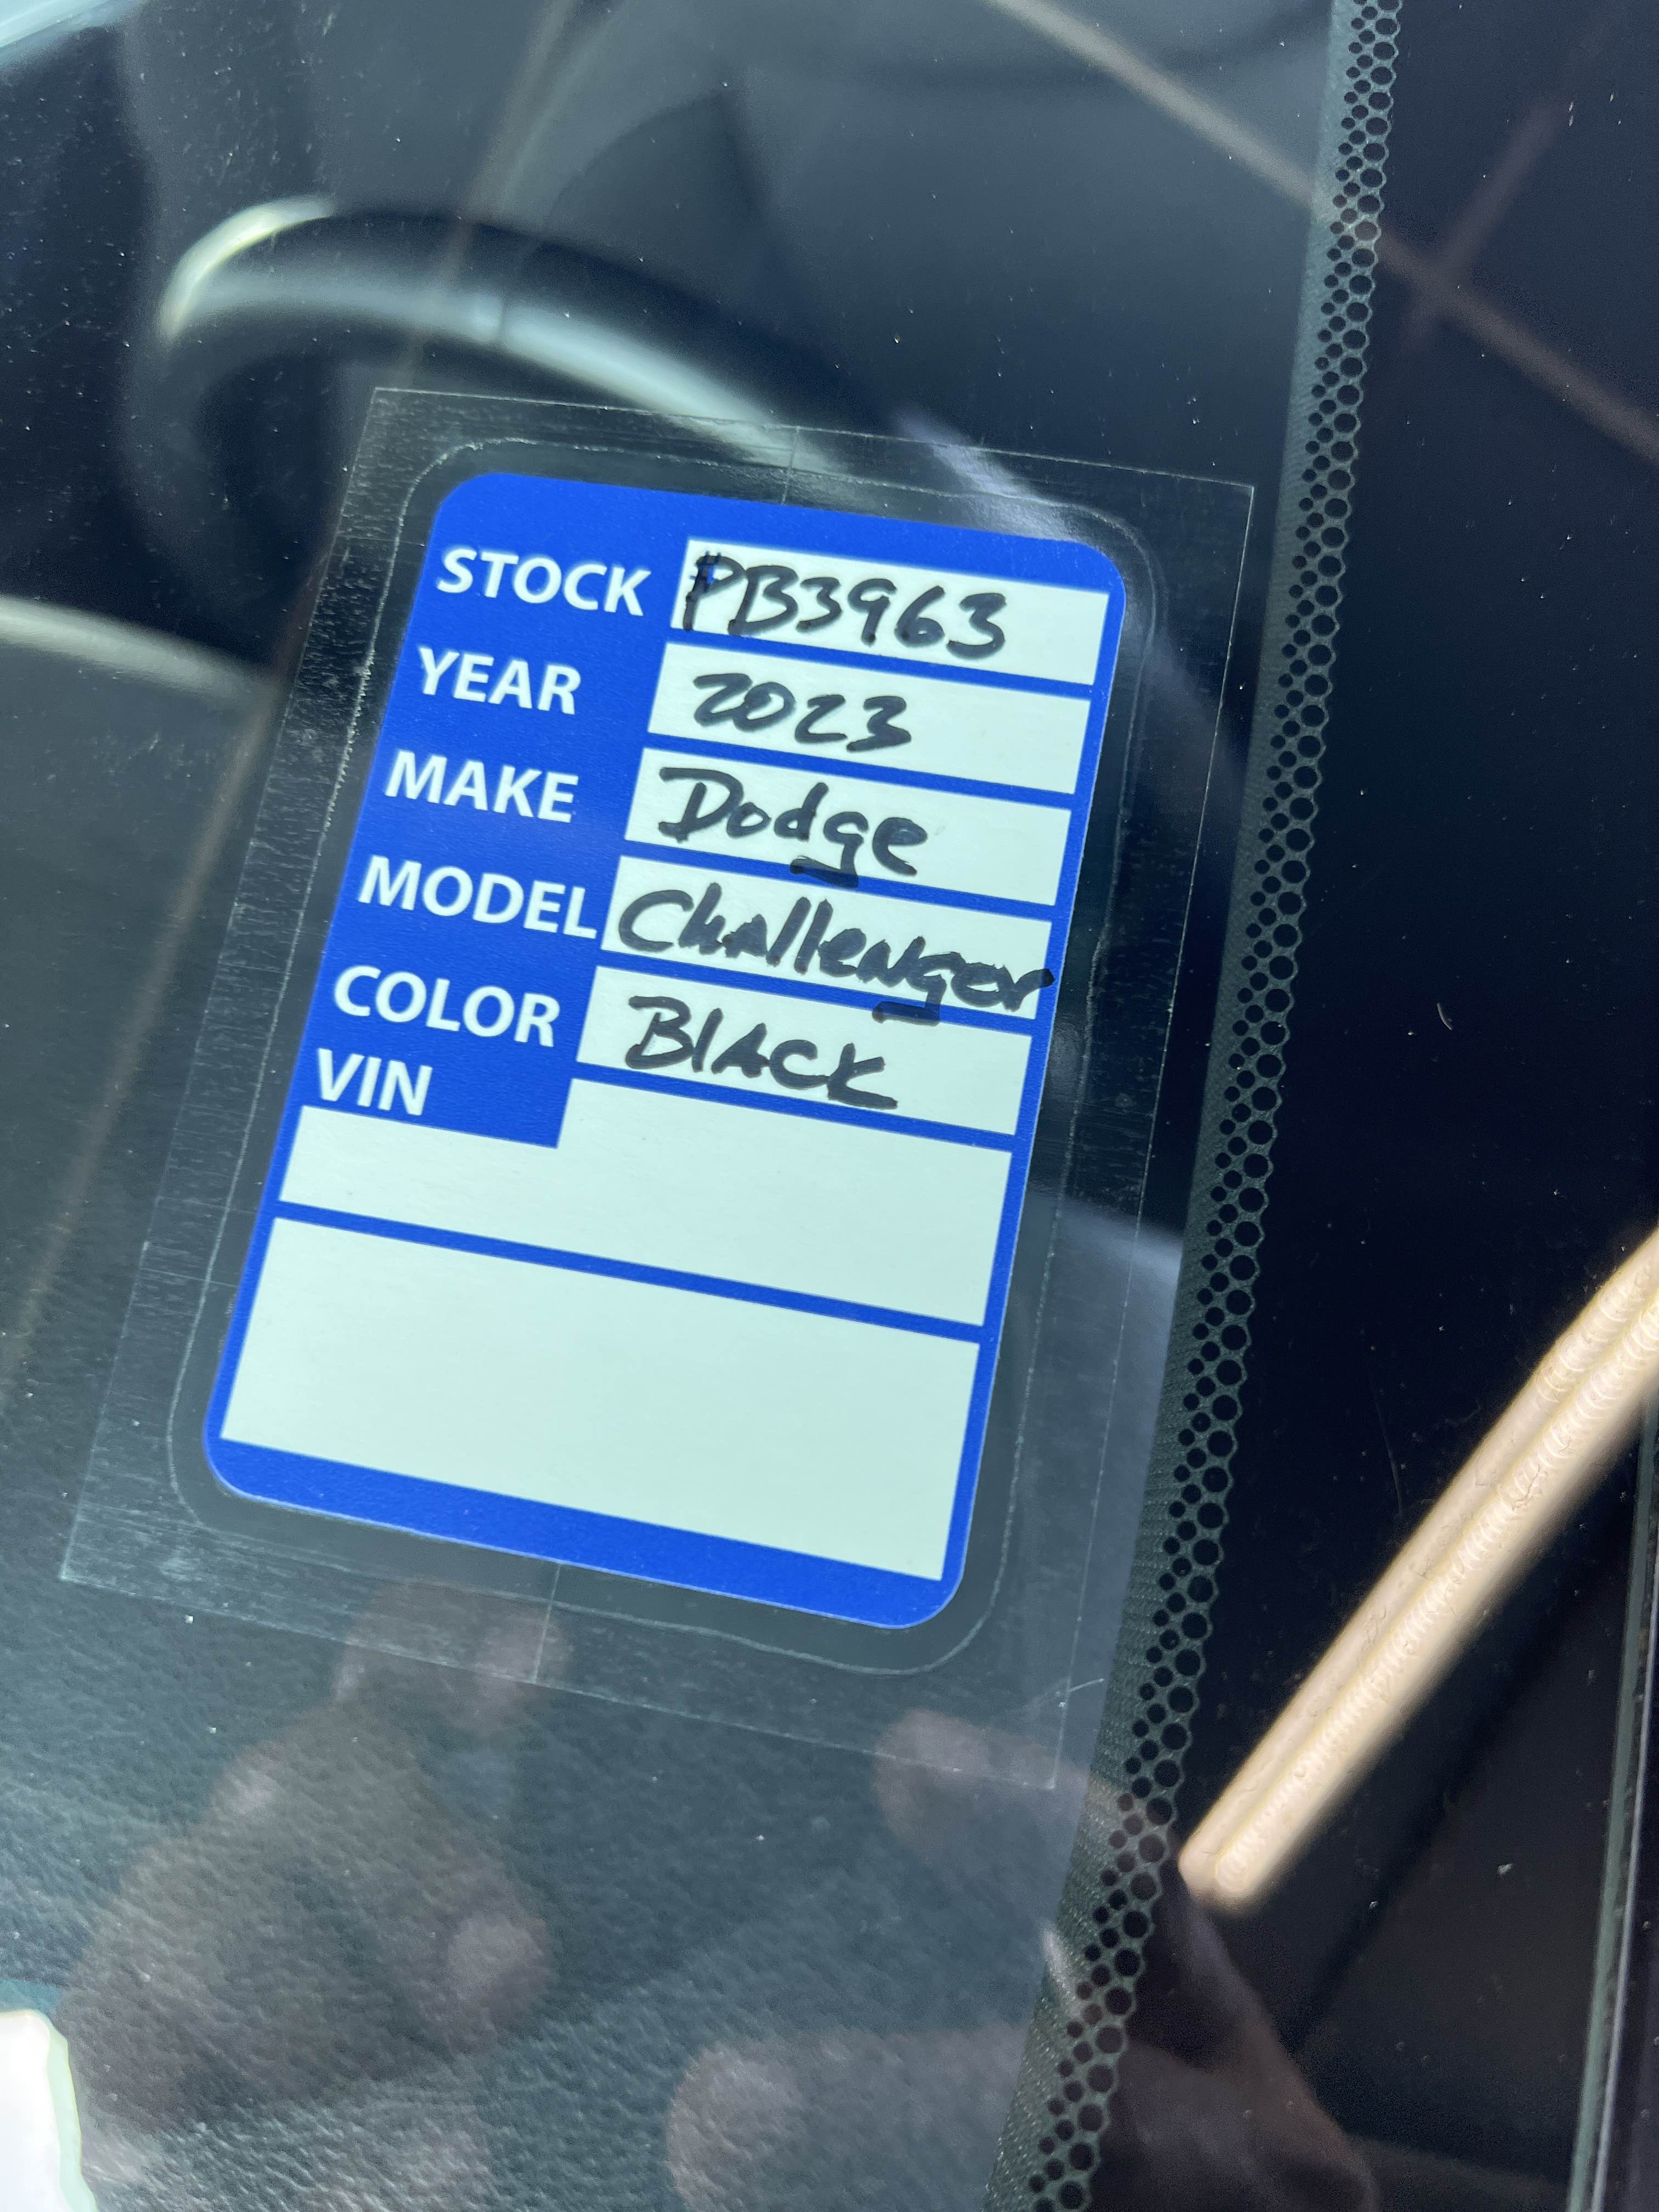 STOCK PB3963
YEAR 2023
MAKE Dodge
MODEL Challenger
COLOR BlACK
VIN